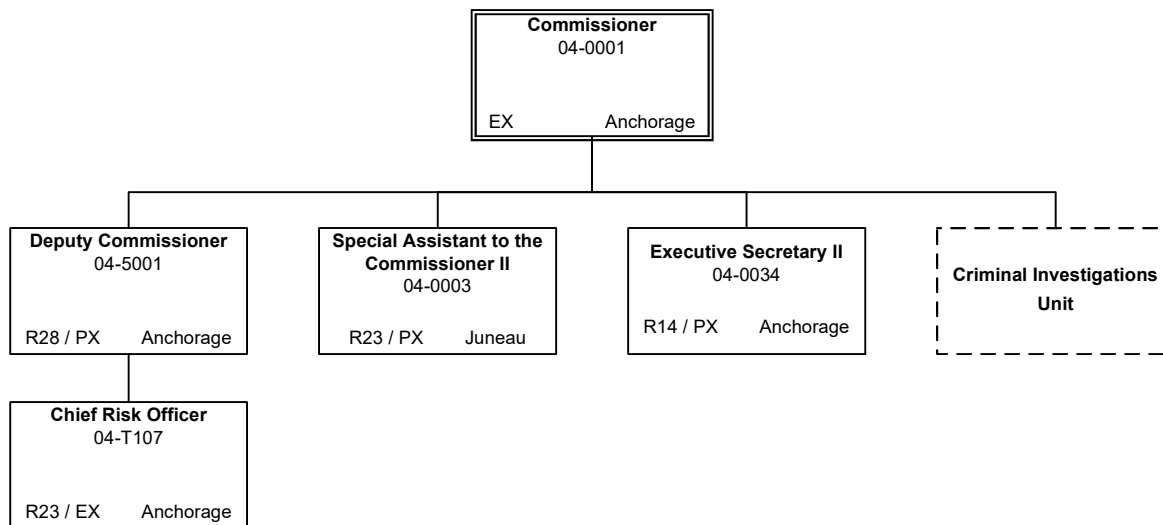 Commissioner
04-0001
EX Anchorage
Deputy Commissioner
04-5001
R28 / PX Anchorage
Special Assistant to the
Commissioner II
04-0003
R23 / PX Juneau
Executive Secretary II
04-0034
R14 / PX Anchorage
Criminal Investigations
Unit
Chief Risk Officer
04-T107
R23 / EX Anchorage